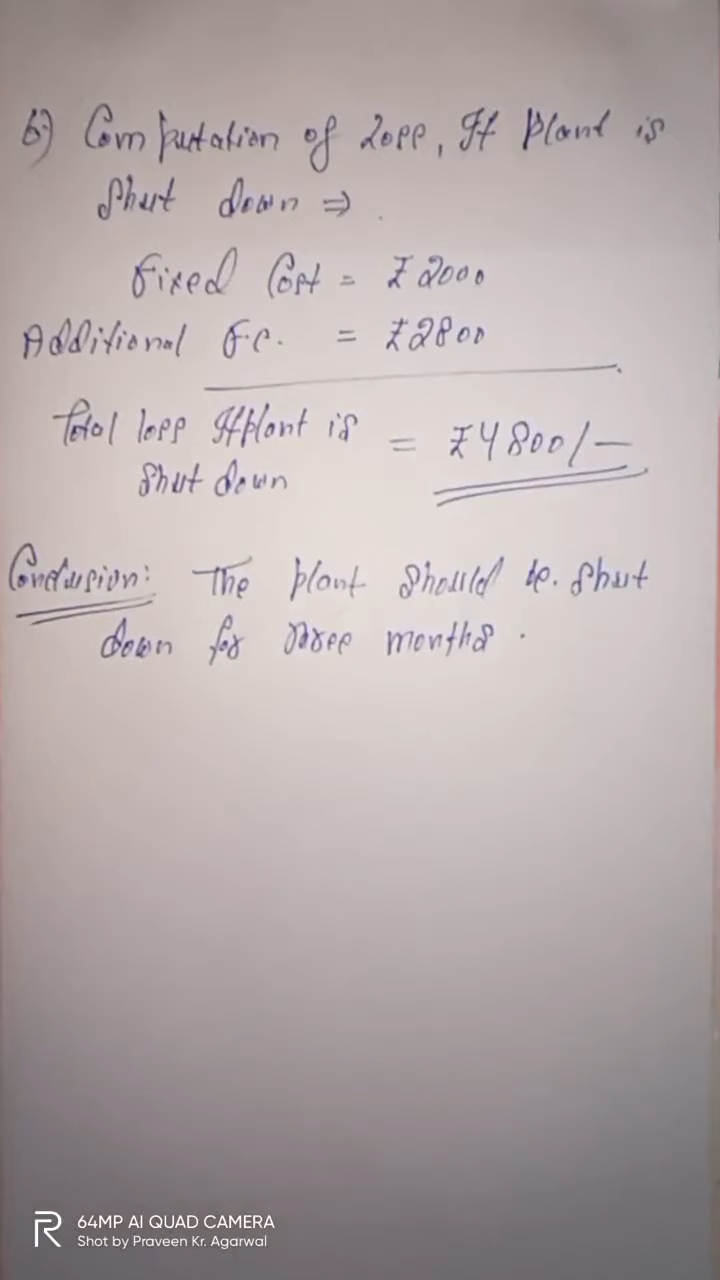 b) Computation of loss, If plant is
shut down ⇒
Fixed Cost = ₹2000
Additional F.C. = ₹2800
Total loss If plant is = ₹4800/-
shut down
Conclusion: The plant should be shut
down for three months.
64MP AI QUAD CAMERA
Shot by Praveen Kr. Agarwal